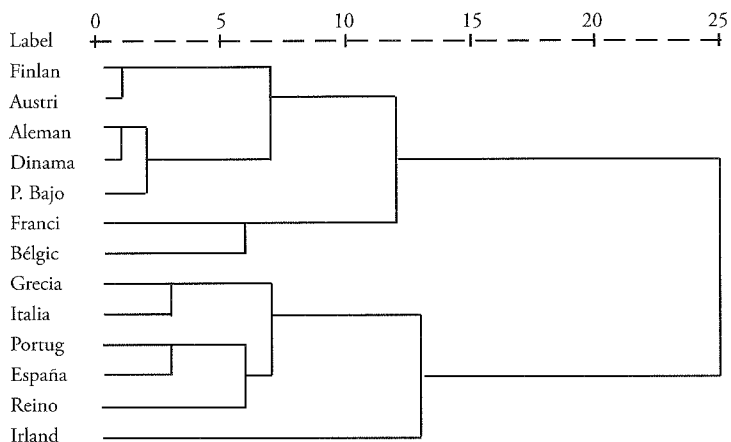 0 5 10 15 20 25
Label
Finlan
Austri
Aleman
Dinama
P. Bajo
Franci
Bélgic
Grecia
Italia
Portug
España
Reino
Irland